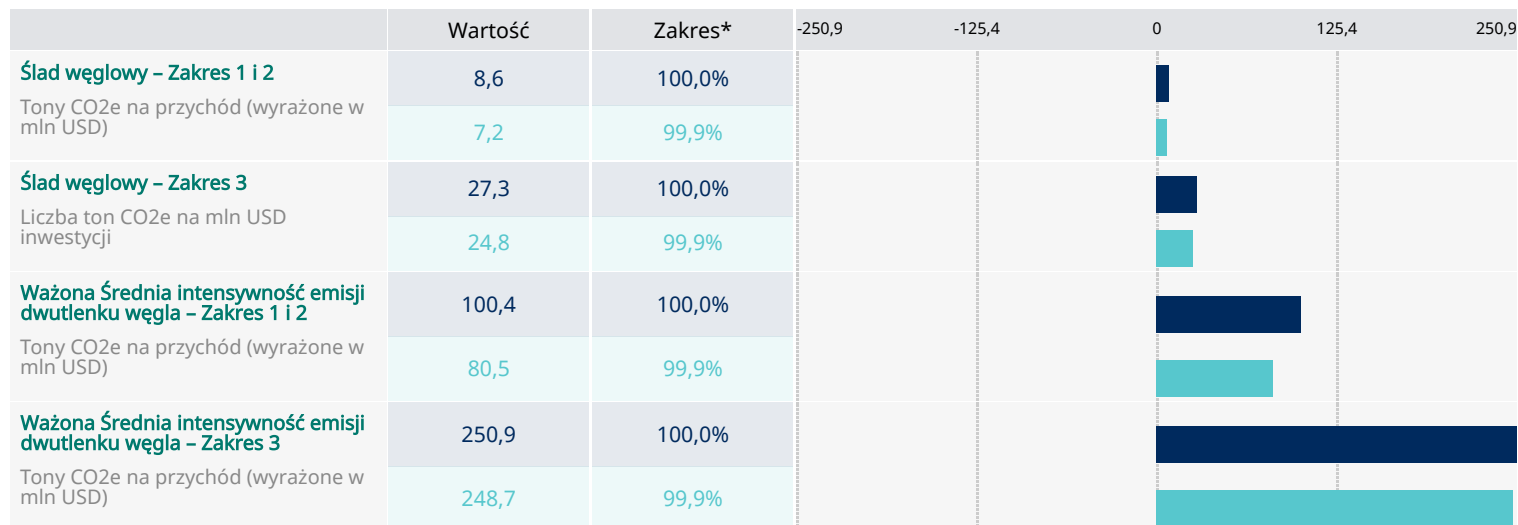 Wartość Zakres* -250,9 -125,4 0 125,4 250,9
Ślad węglowy – Zakres 1 i 2
Tony CO2e na przychód (wyrażone w
mln USD)
8,6 100,0%
7,2 99,9%
Ślad węglowy – Zakres 3
Liczba ton CO2e na mln USD
inwestycji
27,3 100,0%
24,8 99,9%
Ważona Średnia intensywność emisji
dwutlenku węgla – Zakres 1 i 2
Tony CO2e na przychód (wyrażone w
mln USD)
100,4 100,0%
80,5 99,9%
Ważona Średnia intensywność emisji
dwutlenku węgla – Zakres 3
Tony CO2e na przychód (wyrażone w
mln USD)
250,9 100,0%
248,7 99,9%